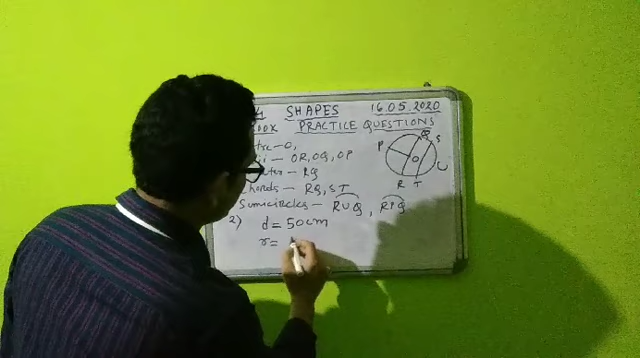 SHAPES 16.05.2020
PRACTICE QUESTIONS
- O,
- OR, OQ, OP
- RQ
Chords - RQ, ST
Semicircles - RUQ, RPQ
2) d = 50cm
r =
P Q S
O
U
R T